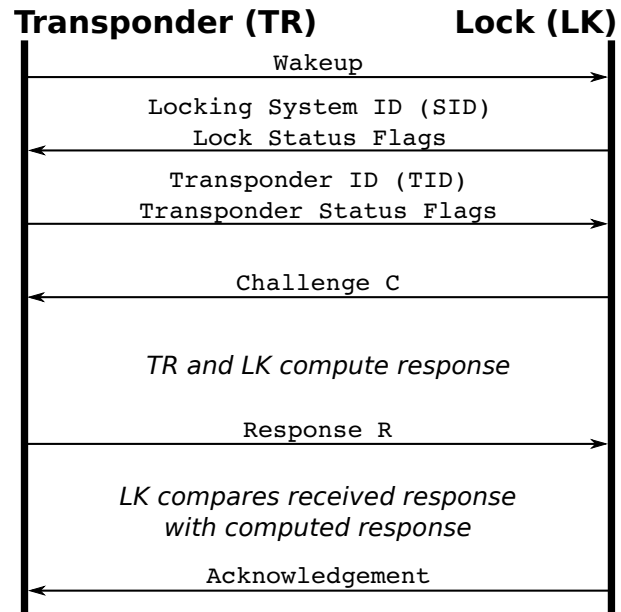 Transponder (TR) Lock (LK)
Wakeup
Locking System ID (SID)
Lock Status Flags
Transponder ID (TID)
Transponder Status Flags
Challenge C
TR and LK compute response
Response R
LK compares received response
with computed response
Acknowledgement